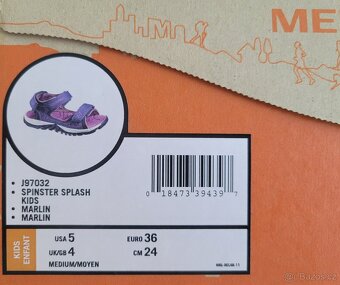 ME
• J97032
• SPINSTER SPLASH
KIDS
• MARLIN
• MARLIN
0 18473 39439 7
KIDS
ENFANT
USA 5 EURO 36
UK/GB 4 CM 24
MEDIUM/MOYEN